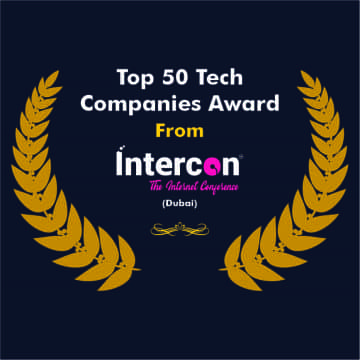 Top 50 Tech
Companies Award
From
Intercon
The Internet Conference
(Dubai)